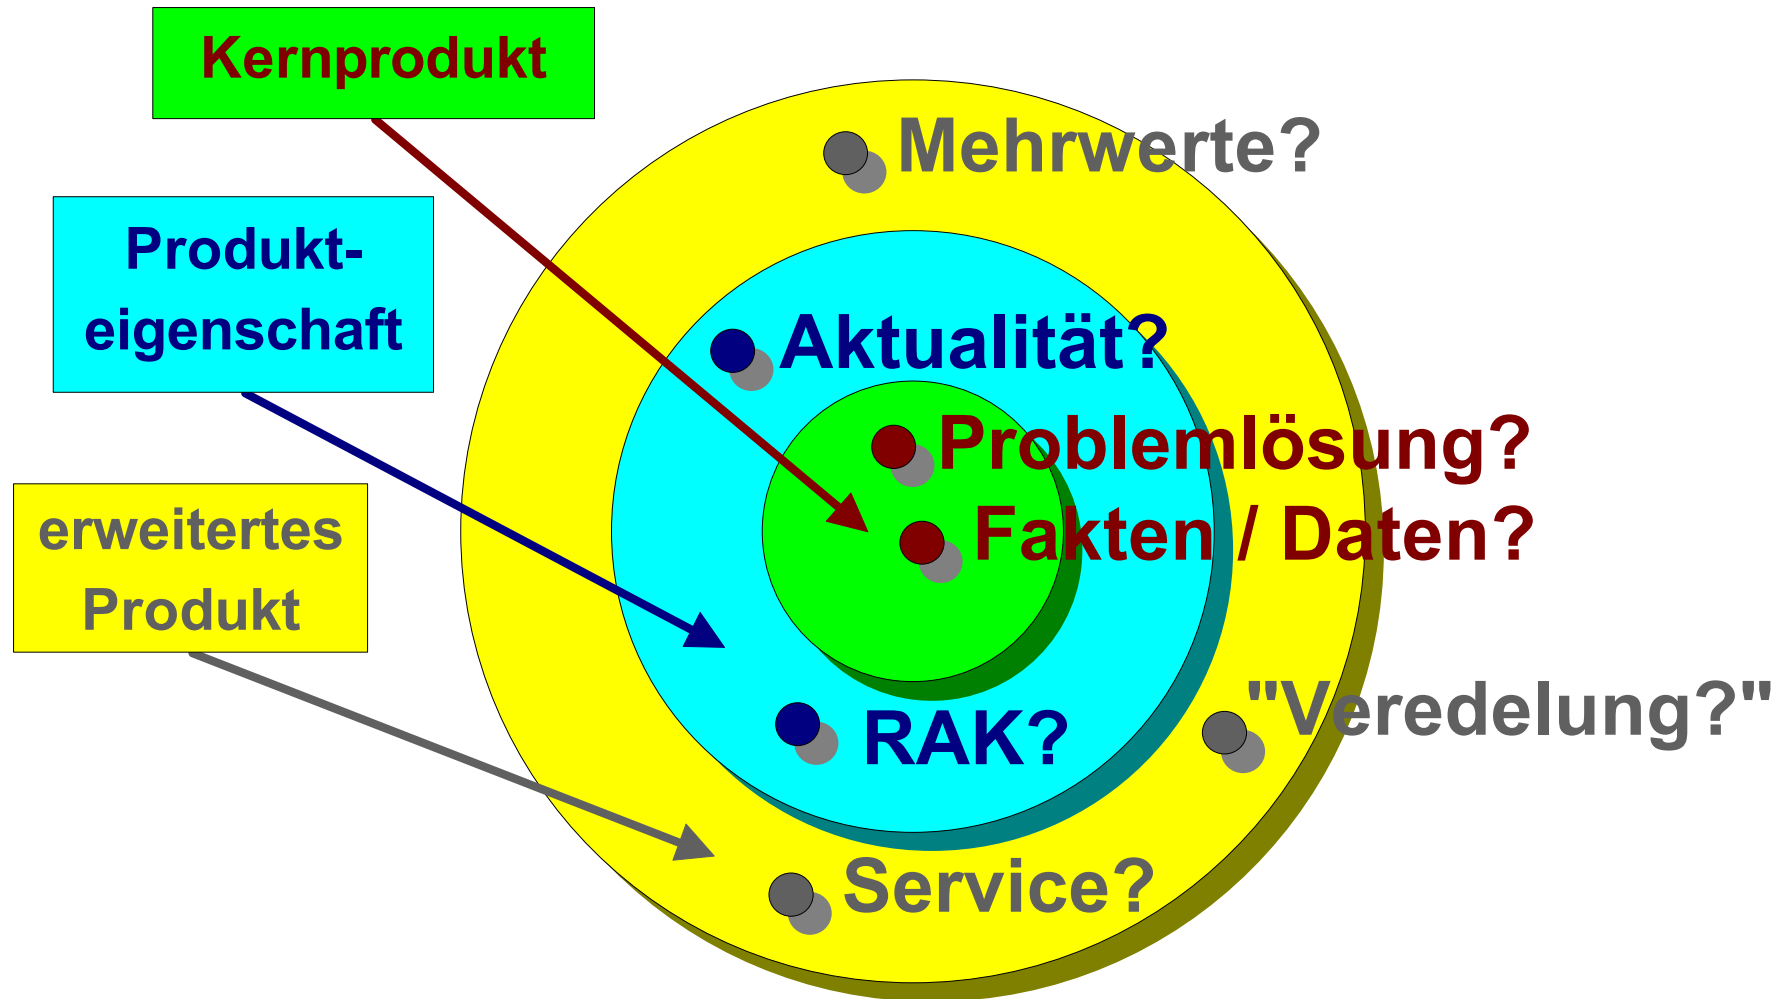 Kernprodukt
Mehrwerte?
Produkt-
eigenschaft
Aktualität?
Problemlösung?
erweitertes
Produkt
Fakten / Daten?
"Veredelung?"
RAK?
Service?